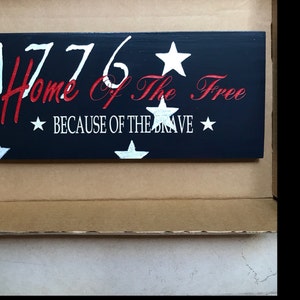 1776
Home Of The Free
BECAUSE OF THE BRAVE